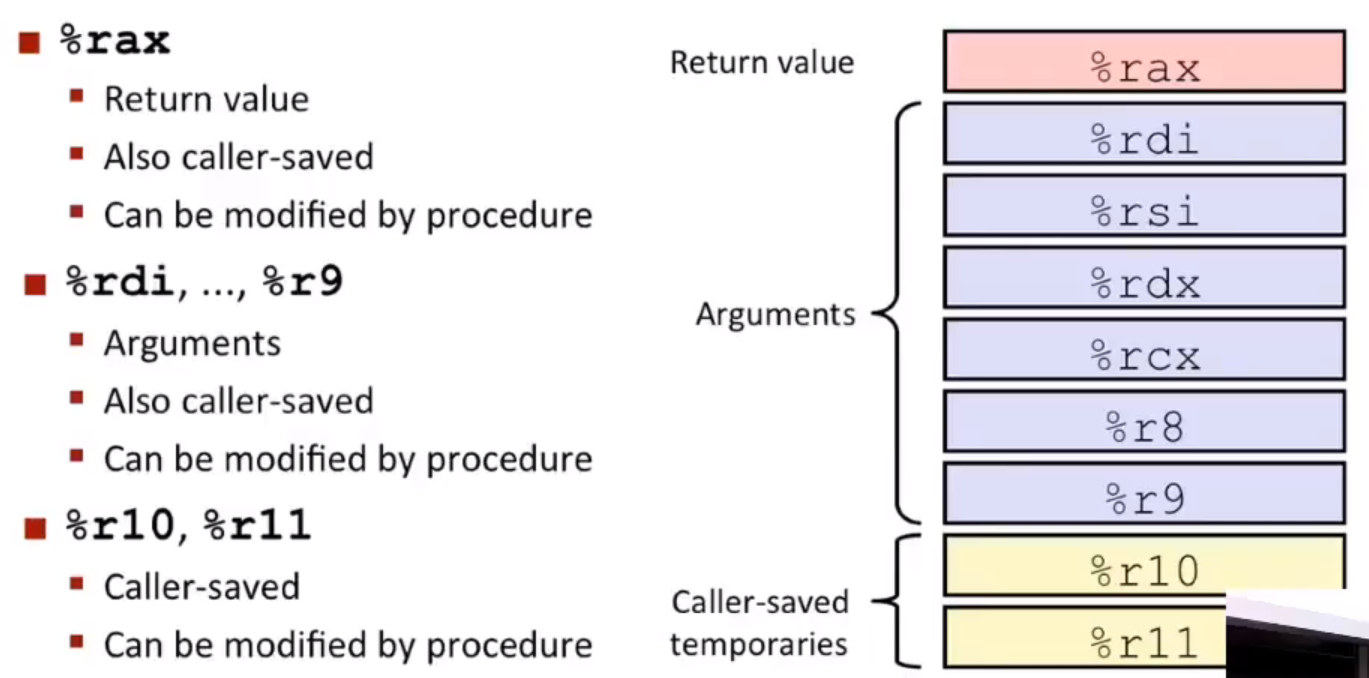 %rax
Return value
Also caller-saved
Can be modified by procedure
%rdi, ..., %r9
Arguments
Also caller-saved
Can be modified by procedure
%r10, %r11
Caller-saved
Can be modified by procedure
Return value
%rax
Arguments
%rdi
%rsi
%rdx
%rcx
%r8
%r9
Caller-saved
temporaries
%r10
%r11